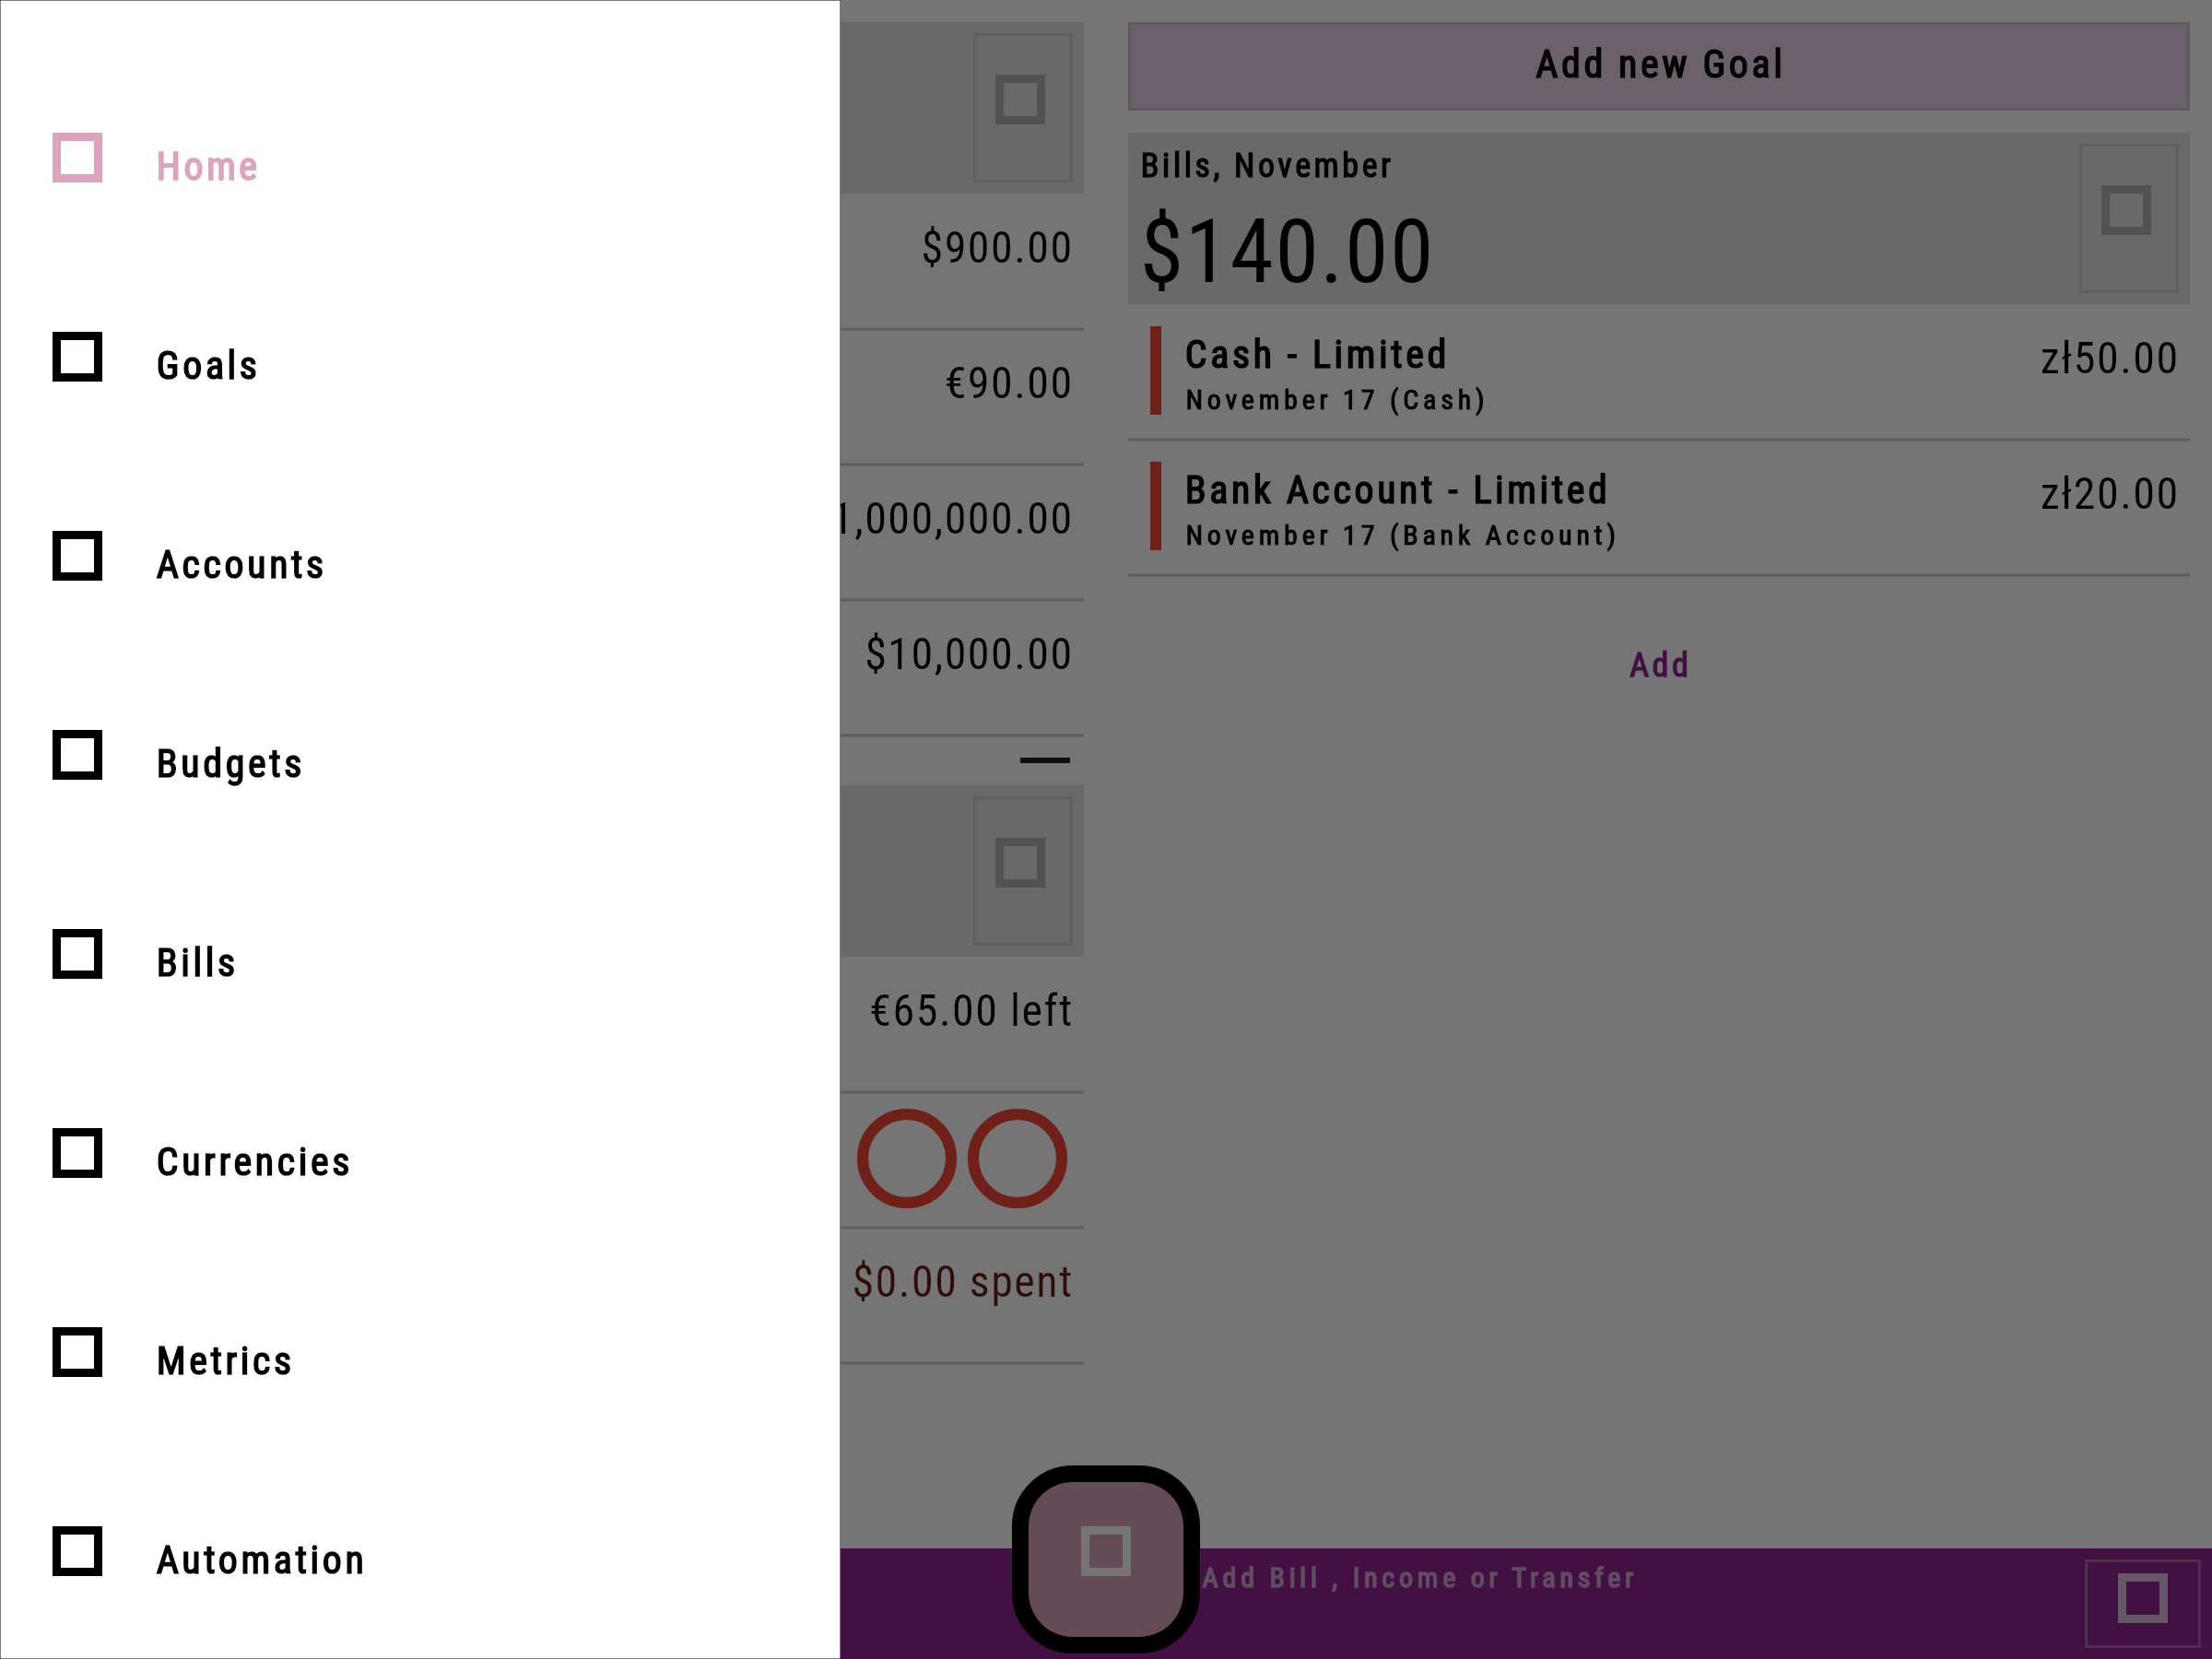 Home
Goals
Accounts
Budgets
Bills
Currencies
Metrics
Automation
$900.00
€90.00
1,000,000.00
$10,000.00
€65.00 left
$0.00 spent
Add new Goal
Bills, November
$140.00
Cash - Limited
zł50.00
November 17 (Cash)
Bank Account - Limited
zł20.00
November 17 (Bank Account)
Add
Add Bill , Income or Transfer